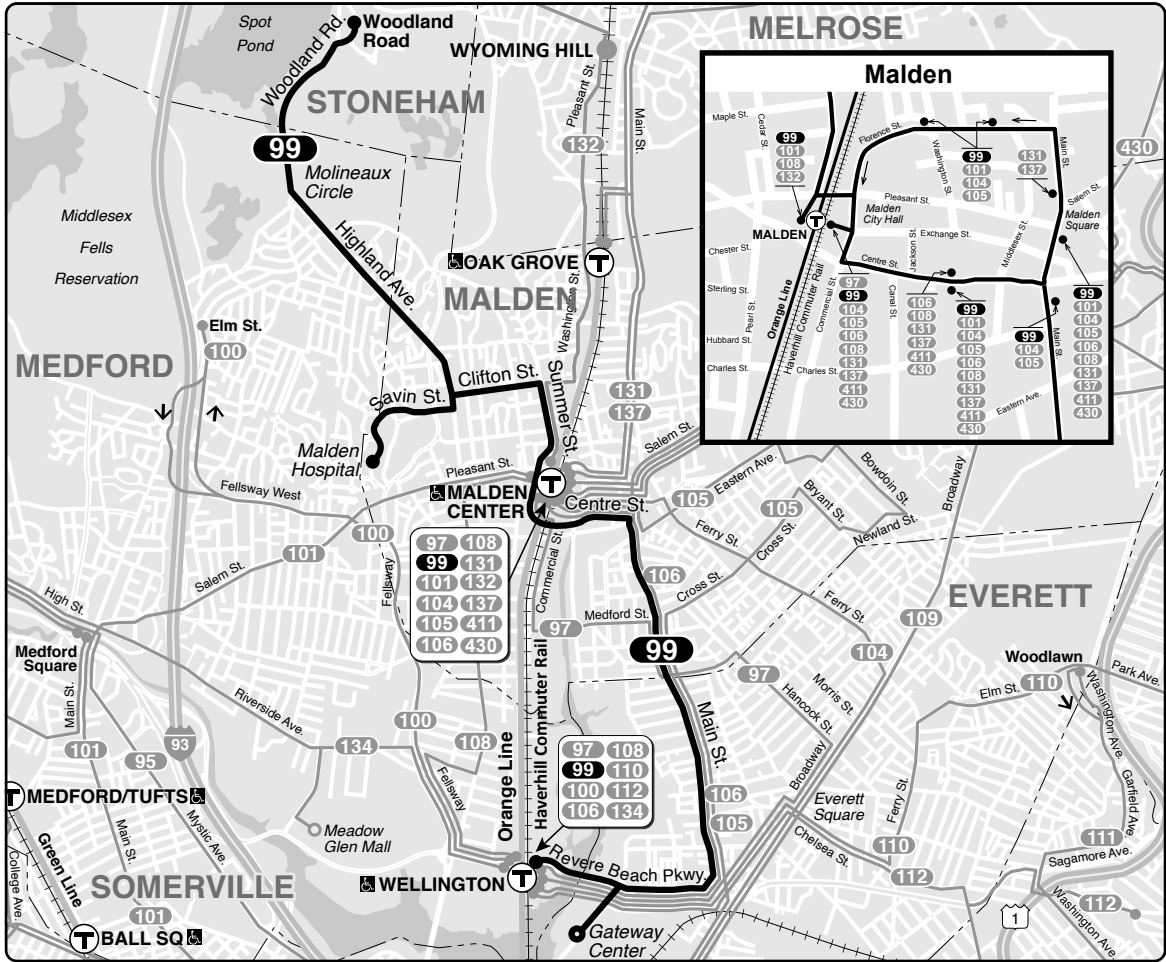 Spot
Pond
Woodland Rd.
Woodland
Road
WYOMING HILL
MELROSE
STONEHAM
99
Molineaux
Circle
Pleasant St.
Main St.
132
430
Middlesex
Fells
Reservation
Highland Ave.
OAK GROVE
T
MALDEN
Washington St.
Elm St.
100
MEDFORD
Savin St.
Clifton St.
Summer St.
131
137
Malden
Hospital
Pleasant St.
Salem St.
Fellsway West
MALDEN
CENTER
T
Centre St.
105
Eastern Ave.
105
Bryant St.
Bowdoin St.
Broadway
Newland St.
Cross St.
Ferry St.
101
100
Salem St.
Fellsway
97 108
99 131
101 132
104 137
105 411
106 430
Commercial St.
106
Cross St.
Medford St.
97
99
Ferry St.
109
EVERETT
104
High St.
Medford
Square
Main St.
101
95
93
Riverside Ave.
134
100
108
Fellsway
Orange Line
Haverhill Commuter Rail
97 108
99 110
100 112
106 134
Main St.
97
Hancock St.
Morris St.
Broadway
Woodlawn
Elm St.
110
Park Ave.
Washington Ave.
Garfield Ave.
T
MEDFORD/TUFTS
Main St.
Mystic Ave.
Meadow
Glen Mall
106
105
Everett
Square
Ferry St.
110
Chelsea St.
112
111
Sagamore Ave.
112
Washington Ave.
1
Green Line
College Ave.
SOMERVILLE
101
T
BALL SQ
WELLINGTON
T
Revere Beach Pkwy.
Gateway
Center
Malden
Maple St.
Cedar St.
99
101
108
132
Florence St.
Washington St.
99
101
104
105
131
137
Main St.
Salem St.
Pleasant St.
Malden
City Hall
Malden
Square
MALDEN
T
Exchange St.
Jackson St.
Middlesex St.
Chester St.
Centre St.
Sterling St.
Pearl St.
Orange Line
Haverhill Commuter Rail
Commercial St.
97
99
104
105
106
108
131
137
411
430
Canal St.
106
108
131
137
411
430
99
101
104
105
106
108
131
137
411
430
99
104
105
Main St.
99
101
104
105
106
108
131
137
411
430
Hubbard St.
Charles St.
Charles St.
Eastern Ave.